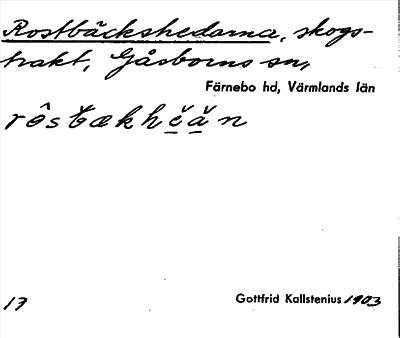 Rostbäckshedarna, skogs-
trakt, Gåsborns sn,
Färnebo hd, Värmlands län
17
Gottfrid Kallstenius 1903